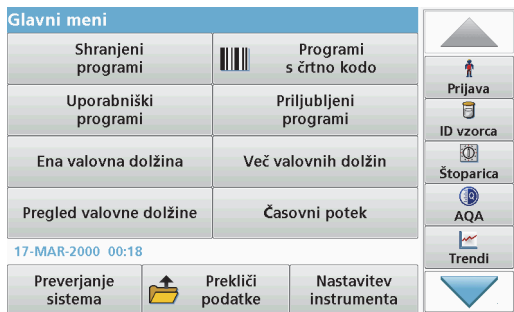 Glavni meni
Shranjeni
programi
Programi
s črtno kodo
Uporabniški
programi
Priljubljeni
programi
Ena valovna dolžina
Več valovnih dolžin
Pregled valovne dolžine
Časovni potek
17-MAR-2000 00:18
Preverjanje
sistema
Prekliči
podatke
Nastavitev
instrumenta
Prijava
ID vzorca
Štoparica
AQA
Trendi